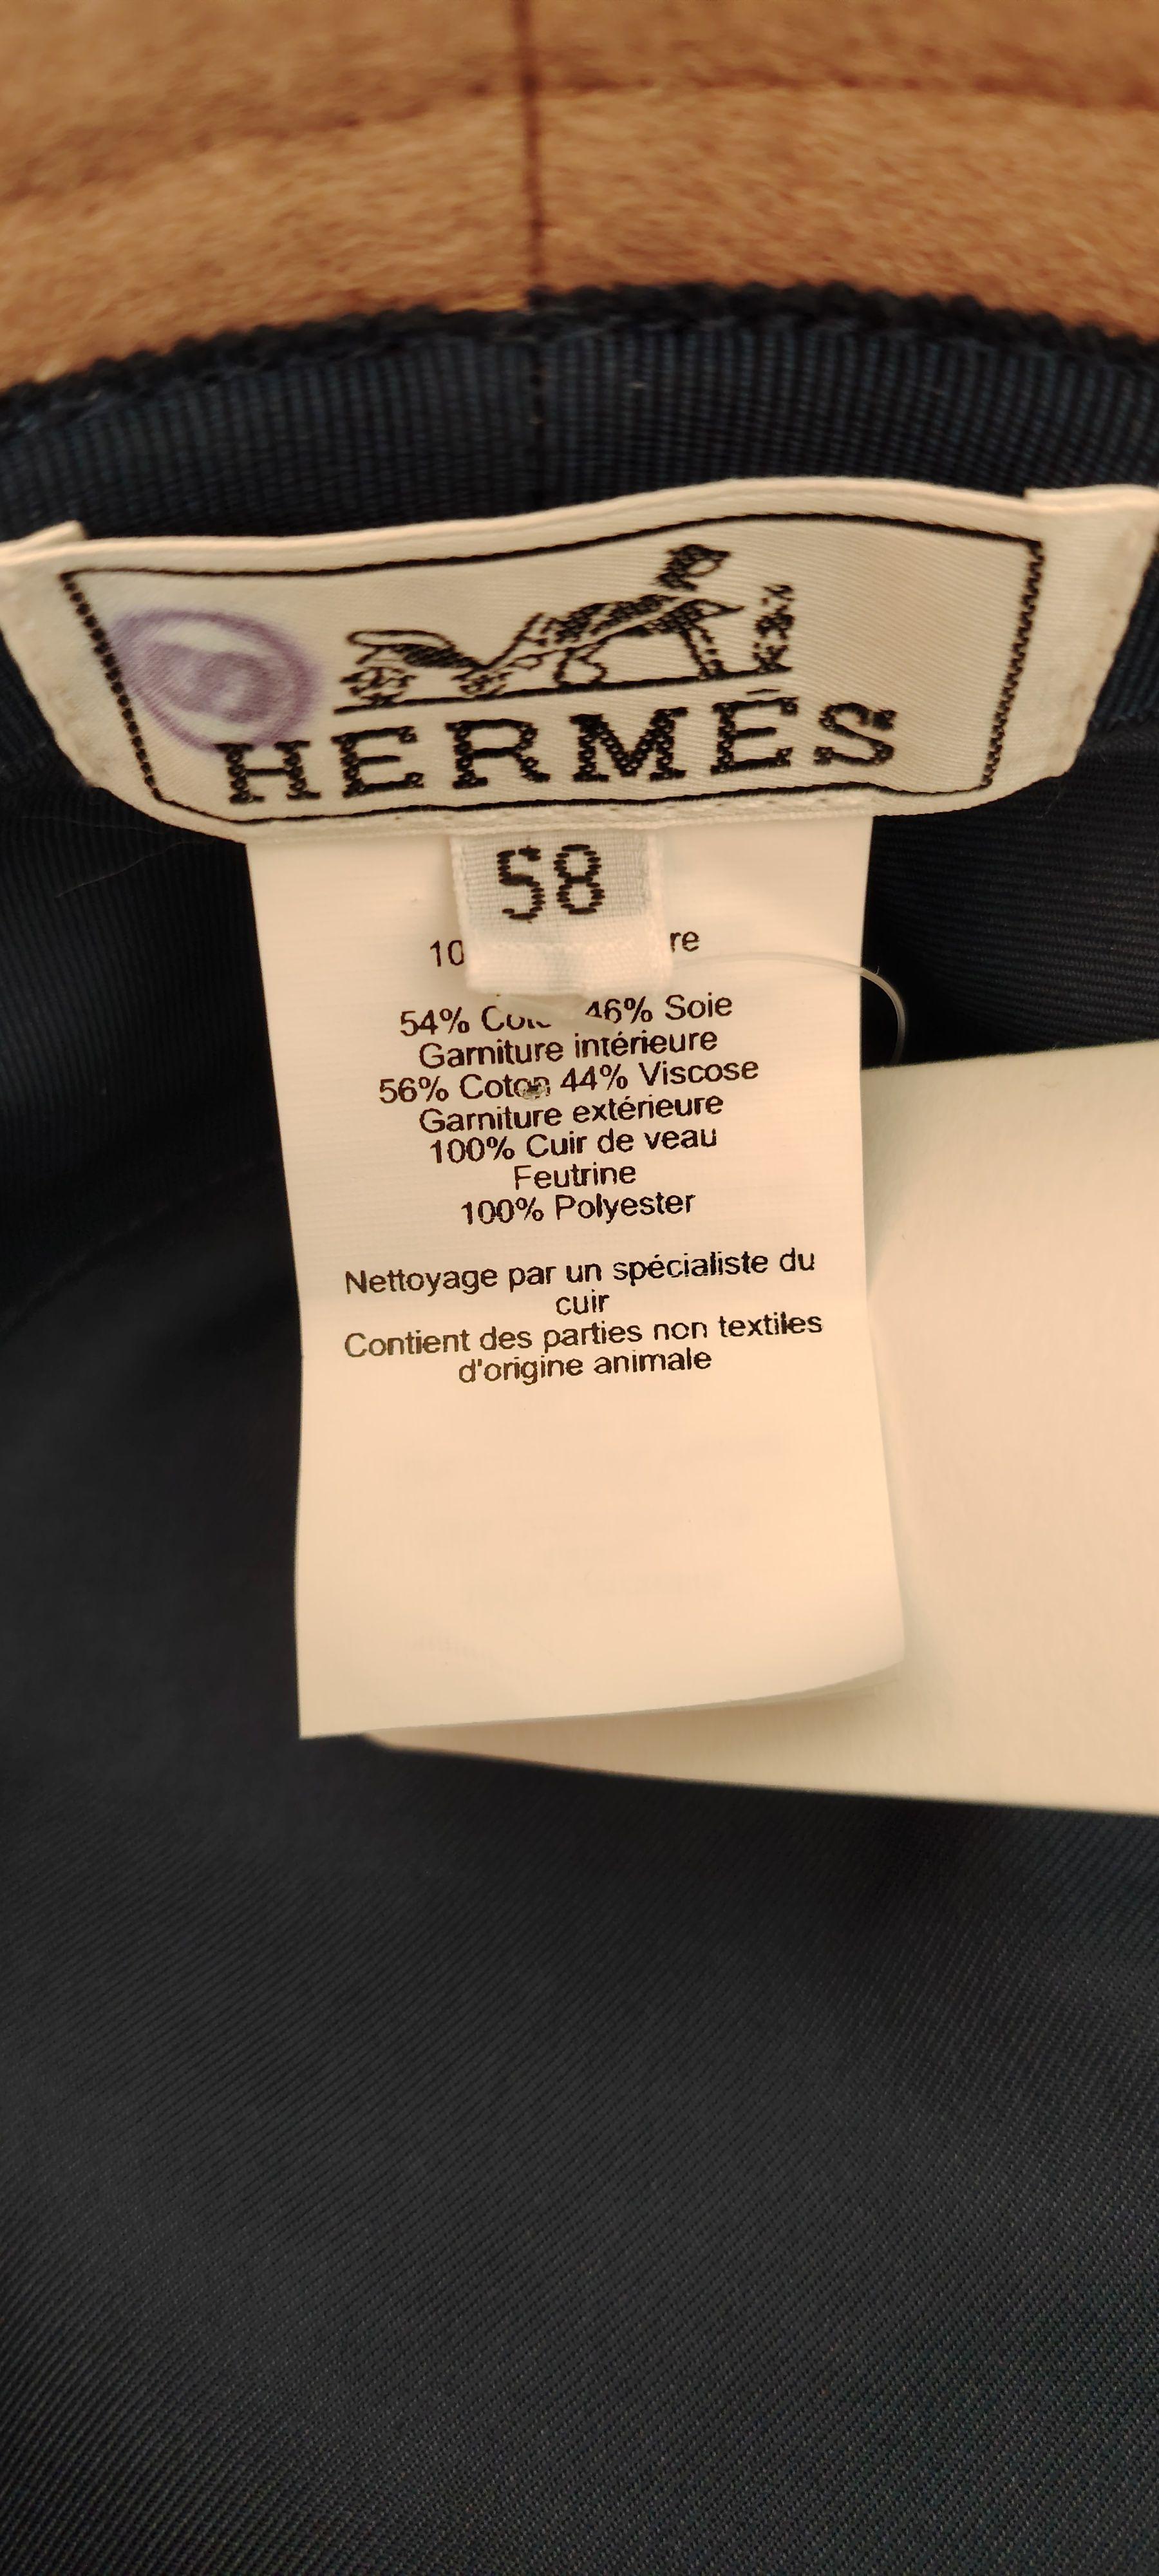 HERMÈS
58
54% 46% Soie
Garniture intérieure
56% Coton 44% Viscose
Garniture extérieure
100% Cuir de veau
Feutrine
100% Polyester
Nettoyage par un spécialiste du
cuir
Contient des parties non textiles
d'origine animale